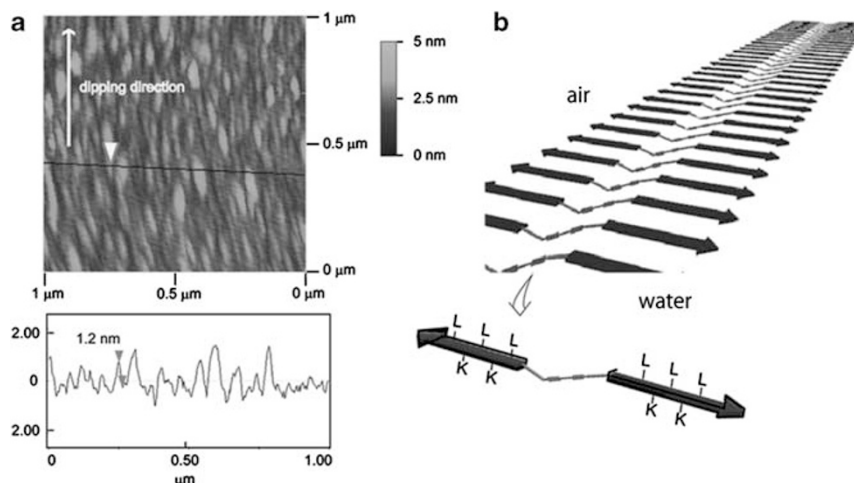 a
dipping direction
1 μm
0.5 μm
0 μm
1 μm
0.5 μm
0 μm
5 nm
2.5 nm
0 nm
2.00
1.2 nm
0
2.00
0
0.50
1.00
μm
b
air
water
L
L
L
K
K
L
L
L
K
K